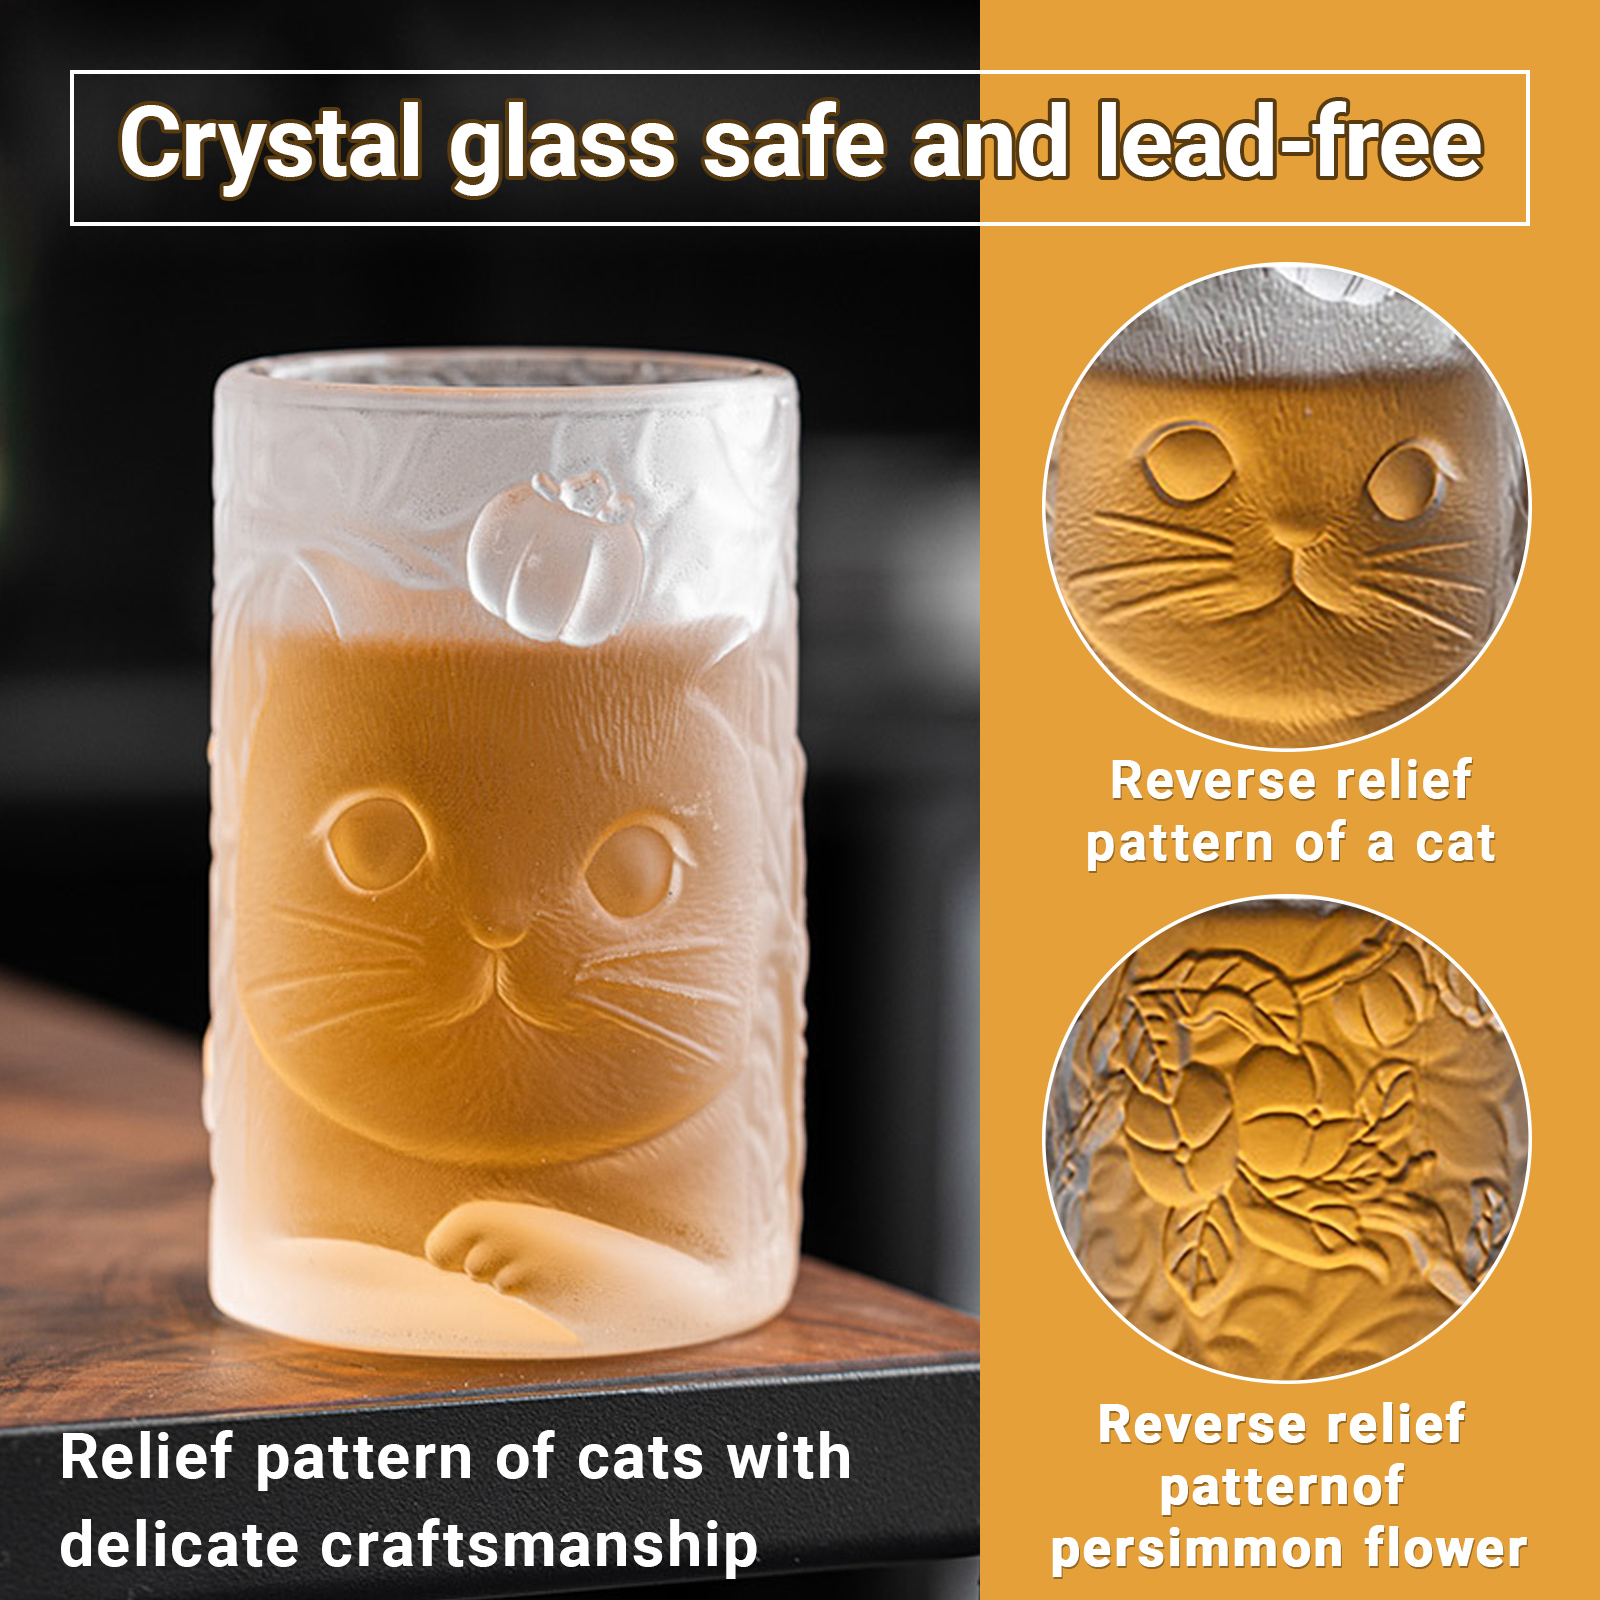 Crystal glass safe and lead-free
Reverse relief
pattern of a cat
Reverse relief
patternof
persimmon flower
Relief pattern of cats with
delicate craftsmanship